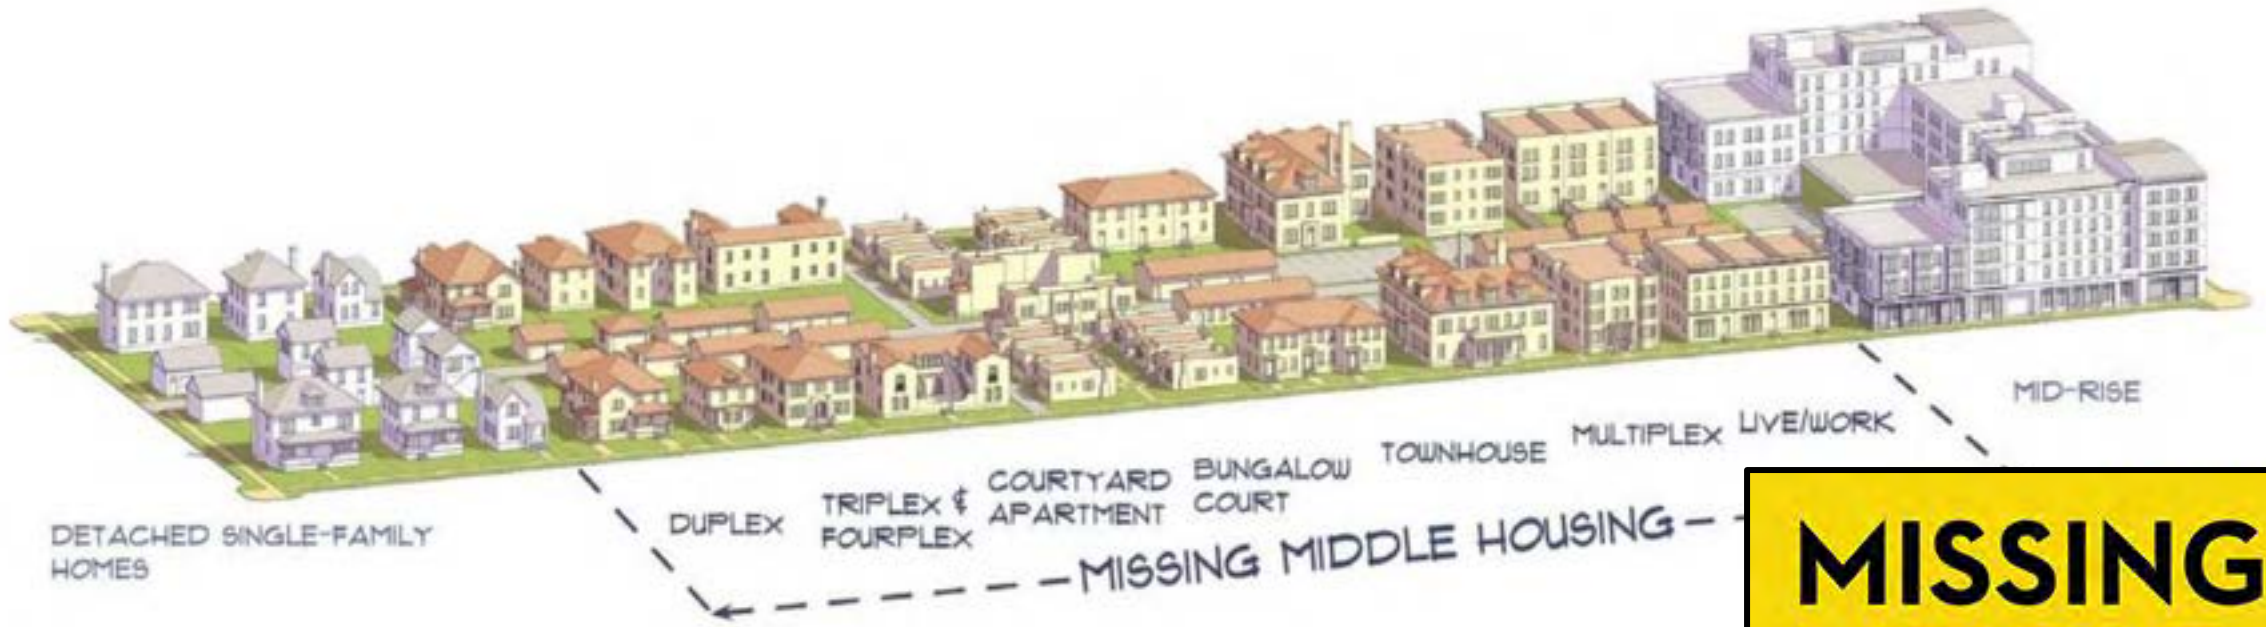 DETACHED SINGLE-FAMILY
HOMES
DUPLEX
TRIPLEX &
FOURPLEX
COURTYARD
APARTMENT
BUNGALOW
COURT
TOWNHOUSE
MULTIPLEX
LIVE/WORK
MID-RISE
MISSING MIDDLE HOUSING
MISSING